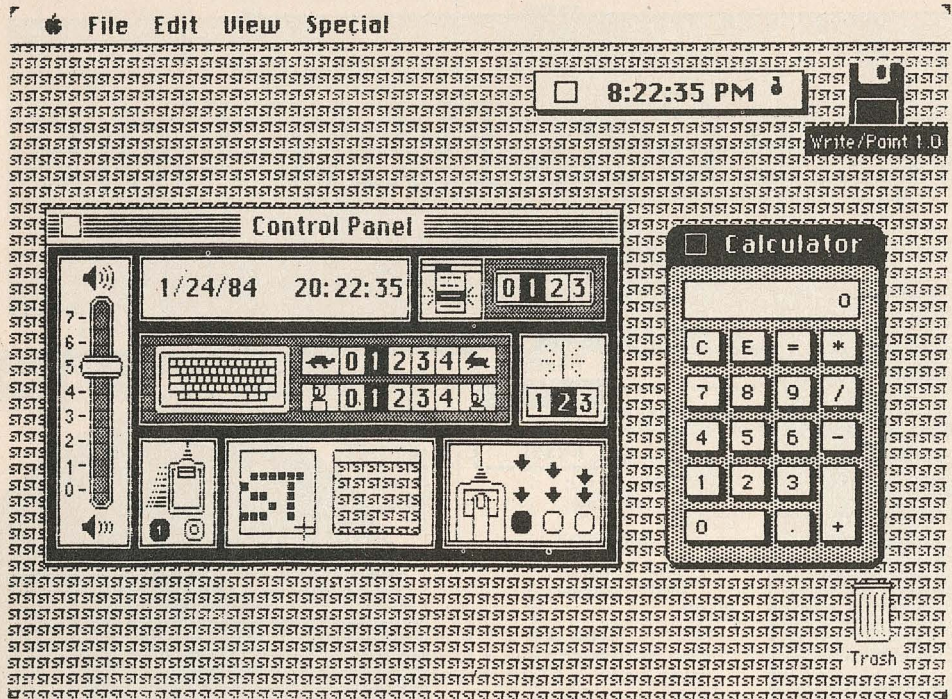 File Edit View Special
8:22:35 PM
Write/Paint 1.0
Control Panel
1/24/84 20:22:35
0 1 2 3
7-
6-
5-
4-
3-
2-
1-
0-
0 1 2 3 4
0 1 2 3 4
1 2 3
1 0
ST
STSTSTST
Calculator
0
C E = *
7 8 9 /
4 5 6 -
1 2 3
0 . +
Trash